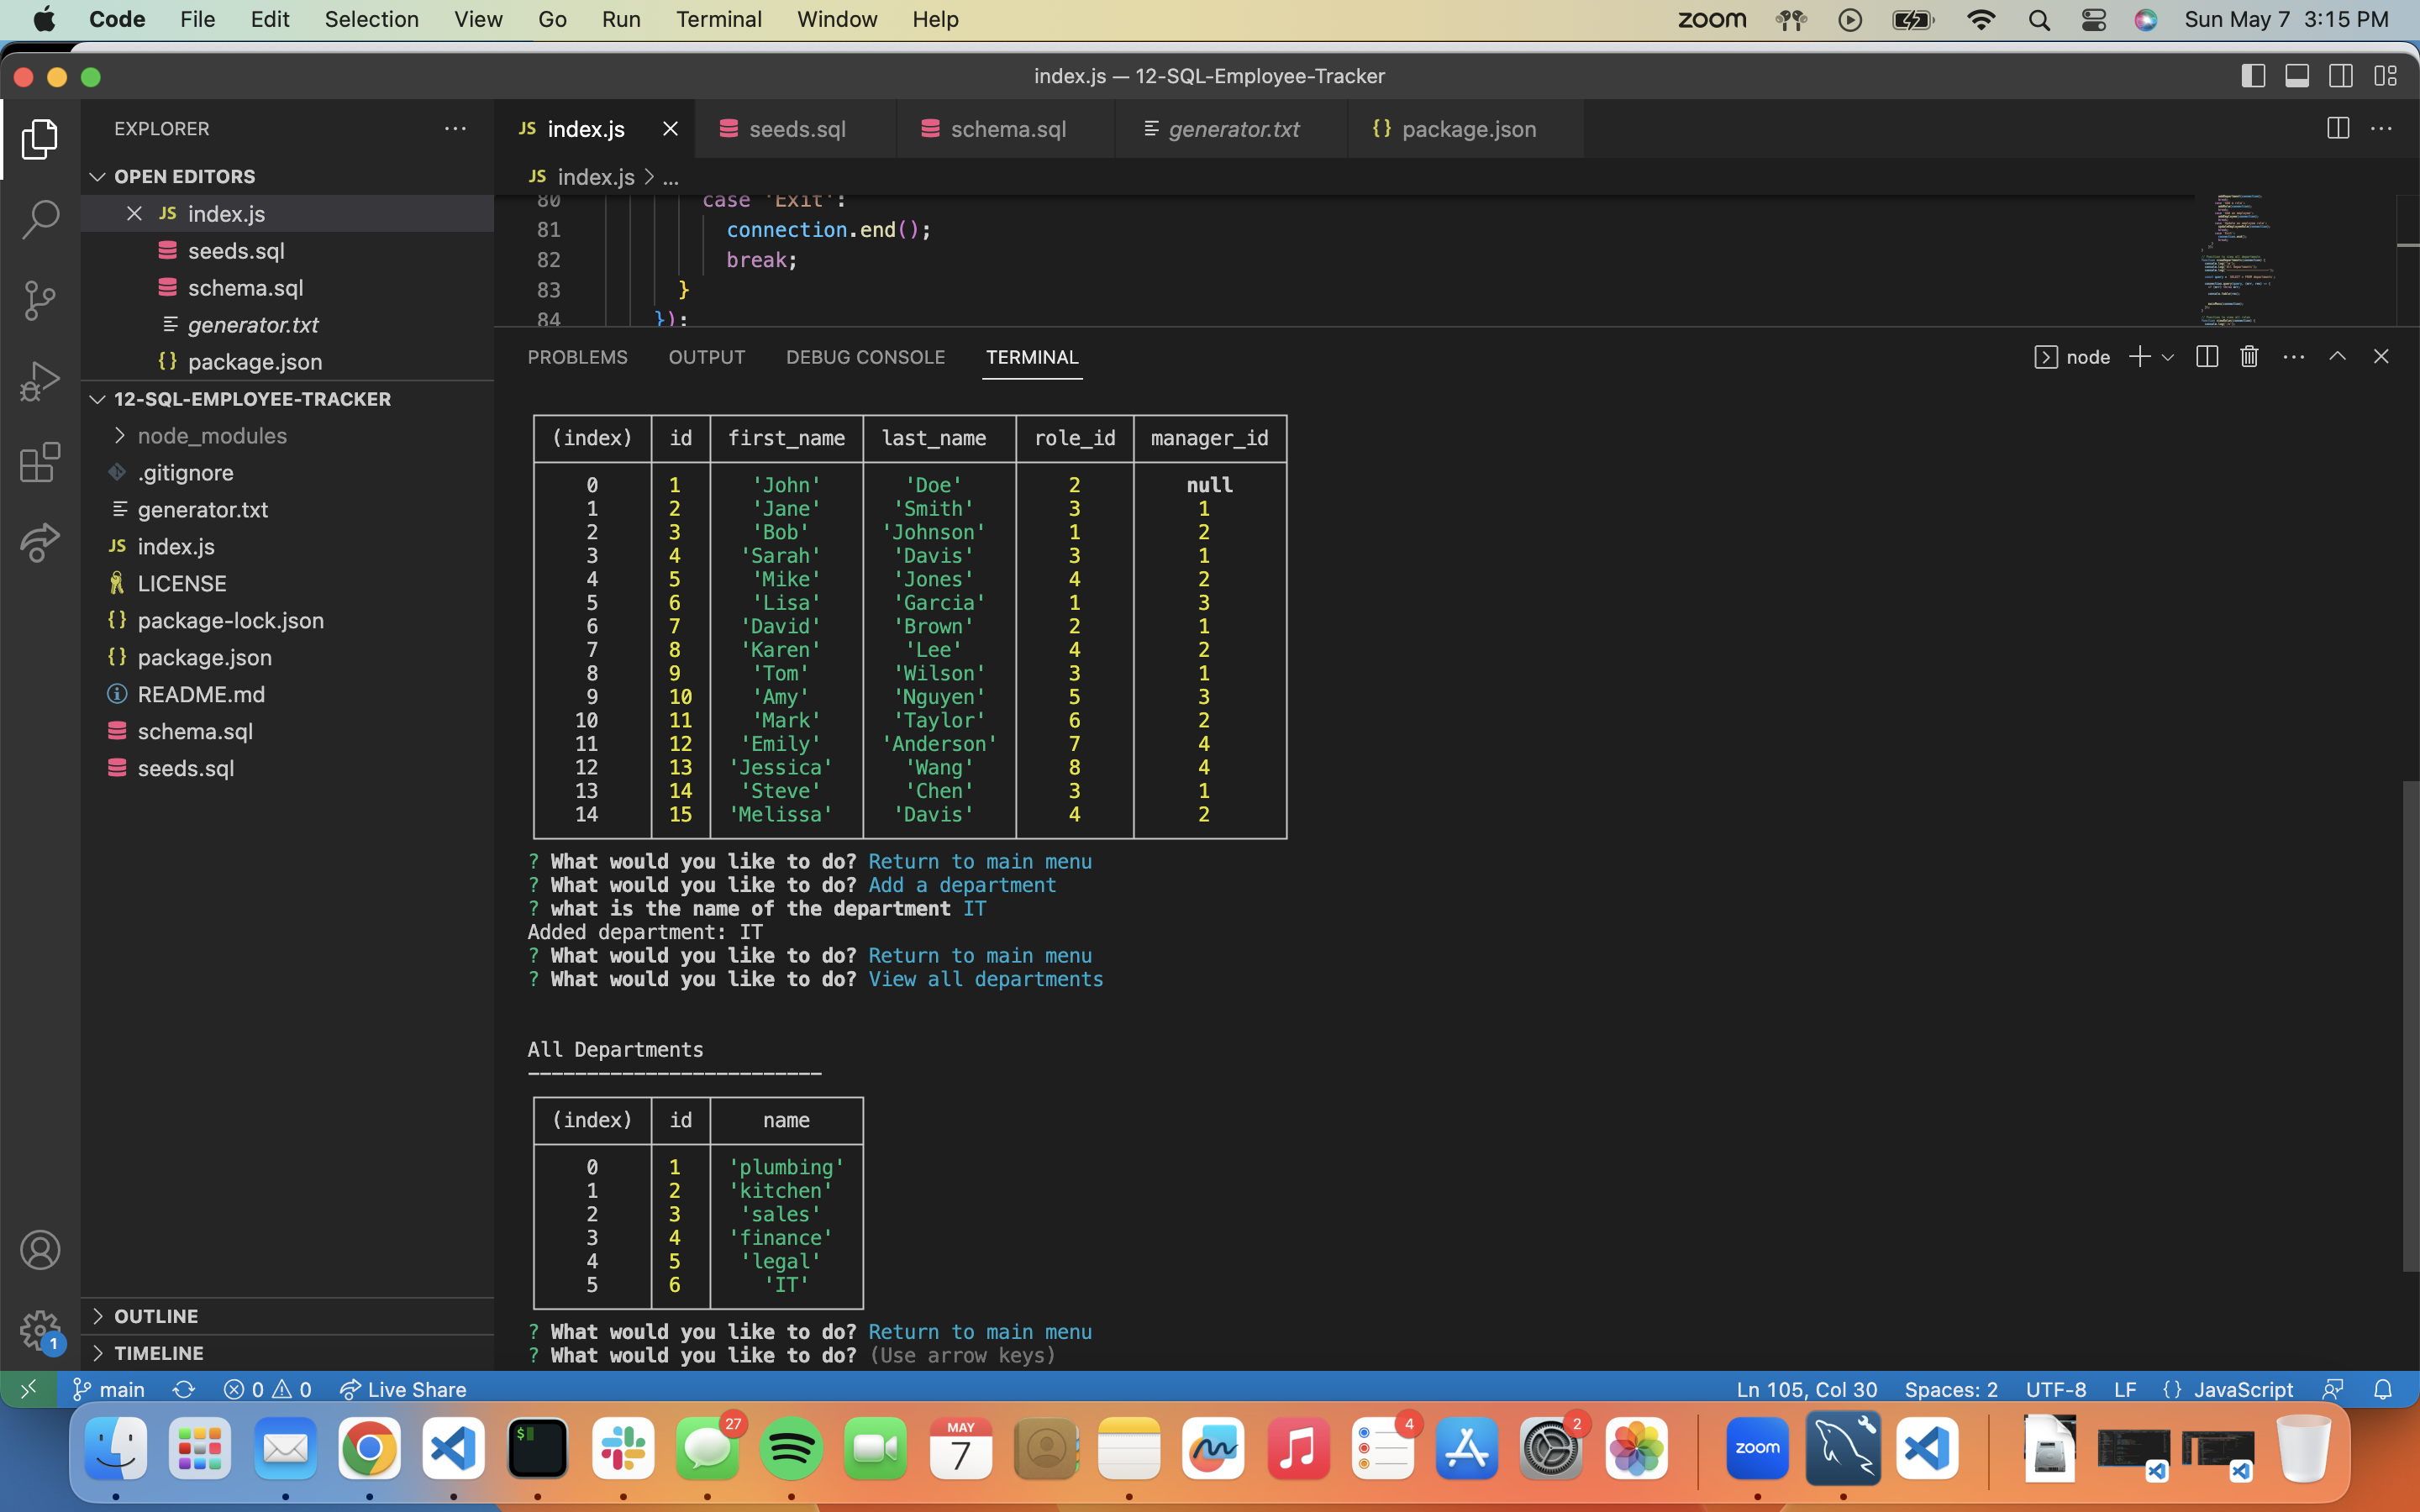 Code File Edit Selection View Go Run Terminal Window Help zoom Sun May 7 3:15 PM
index.js — 12-SQL-Employee-Tracker
EXPLORER
JS index.js seeds.sql schema.sql generator.txt {} package.json
OPEN EDITORS
JS index.js > ...
JS index.js
seeds.sql
schema.sql
generator.txt
{} package.json
12-SQL-EMPLOYEE-TRACKER
node_modules
.gitignore
generator.txt
JS index.js
LICENSE
{} package-lock.json
{} package.json
README.md
schema.sql
seeds.sql
OUTLINE
TIMELINE
80 case 'Exit':
81 connection.end();
82 break;
83 }
84 });
PROBLEMS OUTPUT DEBUG CONSOLE TERMINAL node
(index) id first_name last_name role_id manager_id
0 1 'John' 'Doe' 2 null
1 2 'Jane' 'Smith' 3 1
2 3 'Bob' 'Johnson' 1 2
3 4 'Sarah' 'Davis' 3 1
4 5 'Mike' 'Jones' 4 2
5 6 'Lisa' 'Garcia' 1 3
6 7 'David' 'Brown' 2 1
7 8 'Karen' 'Lee' 4 2
8 9 'Tom' 'Wilson' 3 1
9 10 'Amy' 'Nguyen' 5 3
10 11 'Mark' 'Taylor' 6 2
11 12 'Emily' 'Anderson' 7 4
12 13 'Jessica' 'Wang' 8 4
13 14 'Steve' 'Chen' 3 1
14 15 'Melissa' 'Davis' 4 2
? What would you like to do? Return to main menu
? What would you like to do? Add a department
? what is the name of the department IT
Added department: IT
? What would you like to do? Return to main menu
? What would you like to do? View all departments
All Departments
-------------------------
(index) id name
0 1 'plumbing'
1 2 'kitchen'
2 3 'sales'
3 4 'finance'
4 5 'legal'
5 6 'IT'
? What would you like to do? Return to main menu
? What would you like to do? (Use arrow keys)
1
main 0 0 Live Share Ln 105, Col 30 Spaces: 2 UTF-8 LF {} JavaScript
$ 27 MAY 7 4 2 zoom